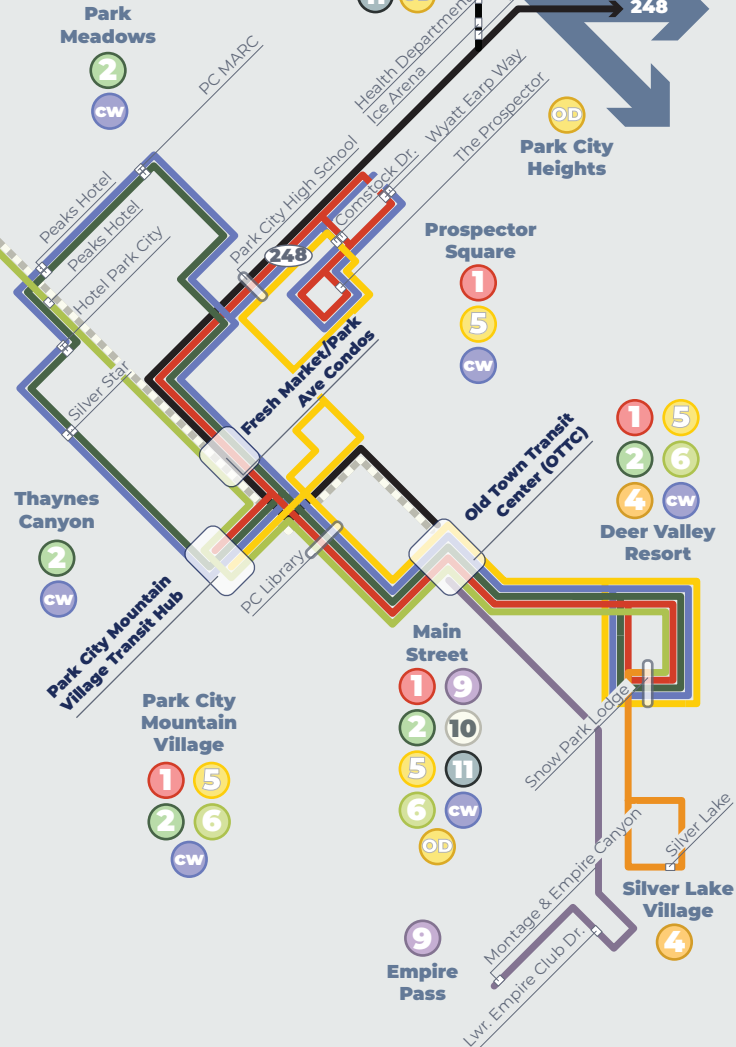 11
248
Park
Meadows
2
CW
PC MARC
Health Department
Ice Arena
Wyatt Earp Way
The Prospector
OD
Park City
Heights
Peaks Hotel
Peaks Hotel
Hotel Park City
Park City High School
Comstock Dr.
248
Prospector
Square
1
5
CW
Silver Star
Fresh Market/Park
Ave Condos
Old Town Transit
Center (OTTC)
1
5
2
6
4
CW
Deer Valley
Resort
Thaynes
Canyon
2
CW
PC Library
Park City Mountain
Village Transit Hub
Main
Street
1
9
2
10
5
11
6
CW
OD
Park City
Mountain
Village
1
5
2
6
CW
Snow Park Lodge
Silver Lake
Montage & Empire Canyon
Silver Lake
Village
4
9
Empire
Pass
Lwr. Empire Club Dr.